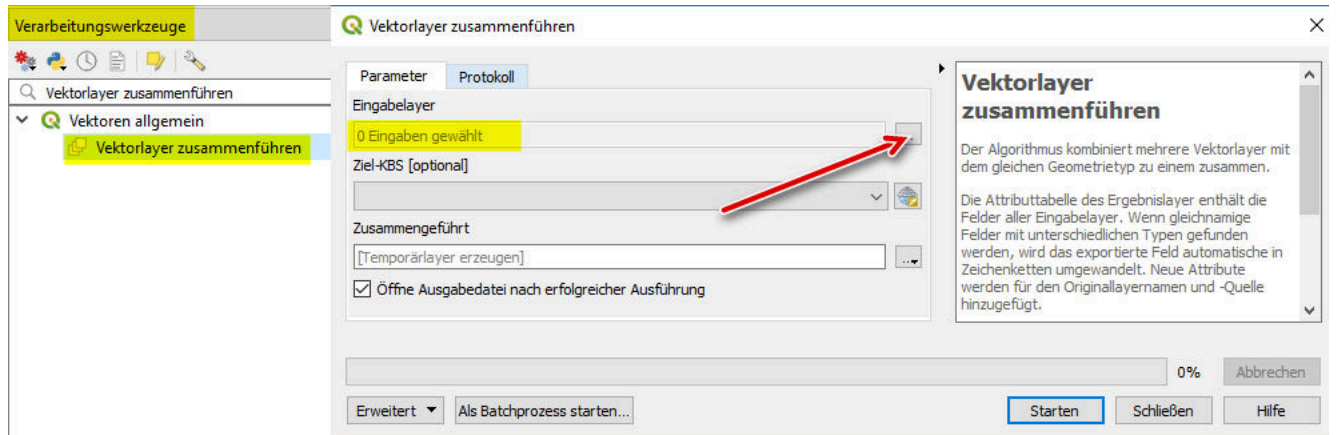 Verarbeitungswerkzeuge
Vektorlayer zusammenführen
Vektoren allgemein
Vektorlayer zusammenführen
Vektorlayer zusammenführen
Parameter
Protokoll
Eingabelayer
0 Eingaben gewählt
Ziel-KBS [optional]
Zusammengeführt
[Temporärlayer erzeugen]
...
Öffne Ausgabedatei nach erfolgreicher Ausführung
Vektorlayer
zusammenführen
Der Algorithmus kombiniert mehrere Vektorlayer mit
dem gleichen Geometrietyp zu einem zusammen.
Die Attributtabelle des Ergebnislayer enthält die
Felder aller Eingabelayer. Wenn gleichnamige
Felder mit unterschiedlichen Typen gefunden
werden, wird das exportierte Feld automatische in
Zeichenketten umgewandelt. Neue Attribute
werden für den Originallayernamen und -Quelle
hinzugefügt.
0%
Abbrechen
Erweitert
Als Batchprozess starten...
Starten
Schließen
Hilfe